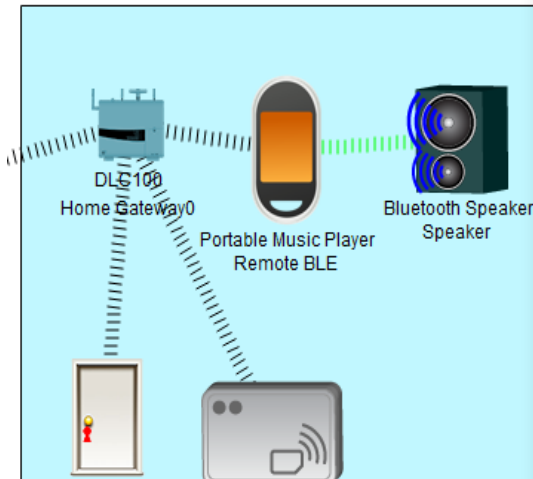 DLC100
Home Gateway0
Portable Music Player
Remote BLE
Bluetooth Speaker
Speaker